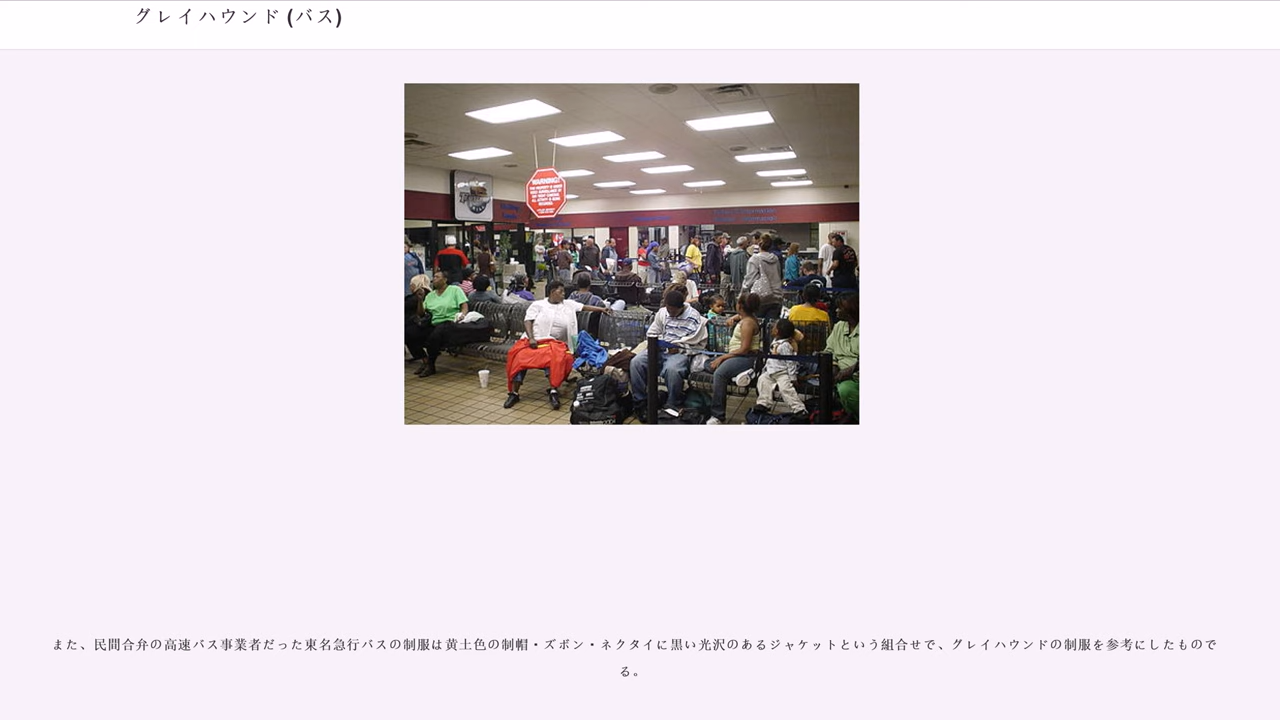 グレイハウンド (バス)
WARNING!
また、民間合弁の高速バス事業者だった東名急行バスの制服は黄土色の制帽・ズボン・ネクタイに黒い光沢のあるジャケットという組合せで、グレイハウンドの制服を参考にしたもので
る。